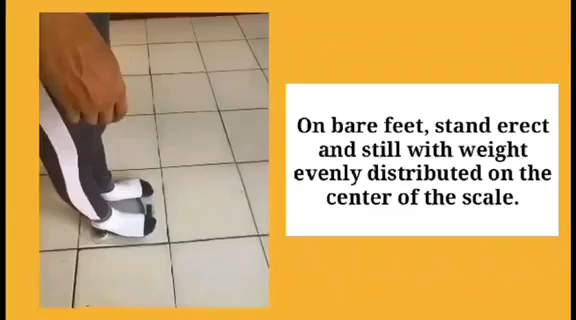 On bare feet, stand erect
and still with weight
evenly distributed on the
center of the scale.